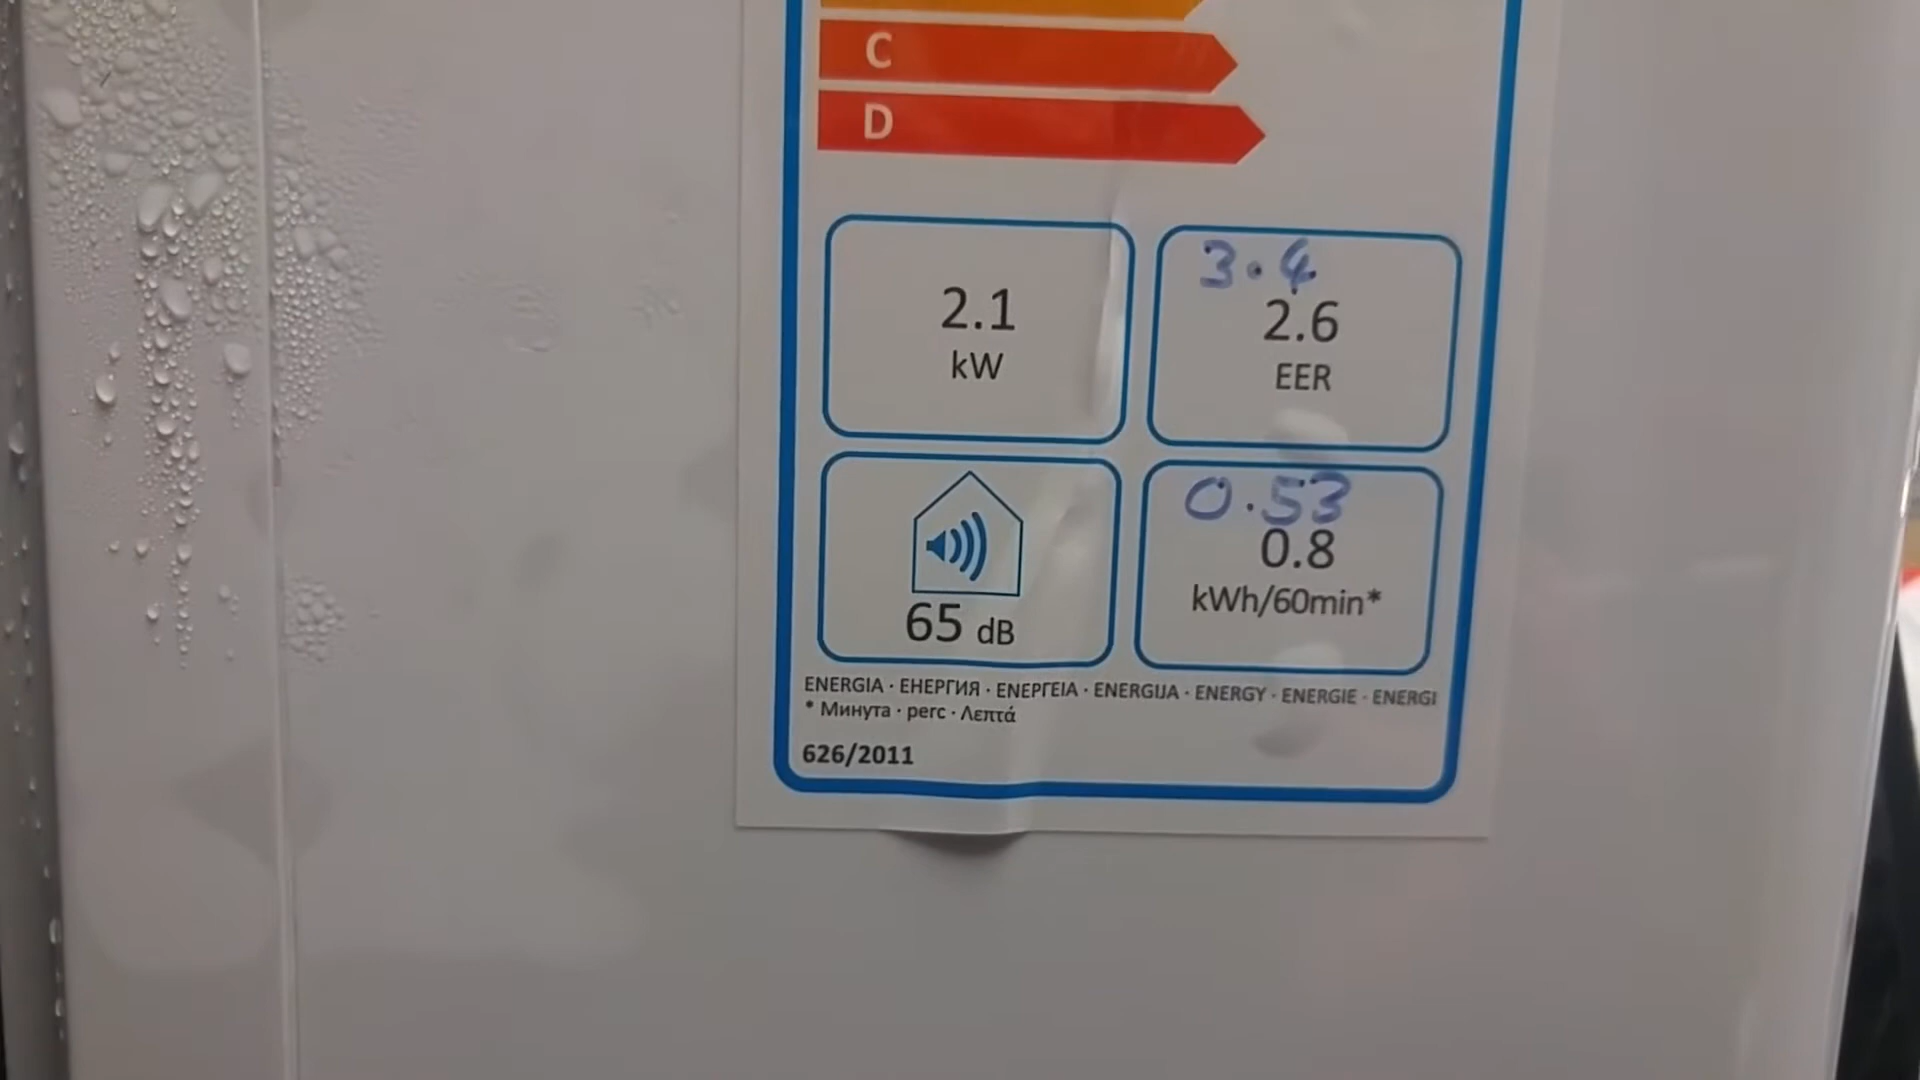 C
D
2.1
kW
3.4
2.6
EER
65 dB
0.53
0.8
kWh/60min*
ENERGIA · ЕНЕРГИЯ · ΕΝΕΡΓΕΙΑ · ENERGIJA · ENERGY · ENERGIE · ENERGI
* Минута · perc · Λεπτά
626/2011